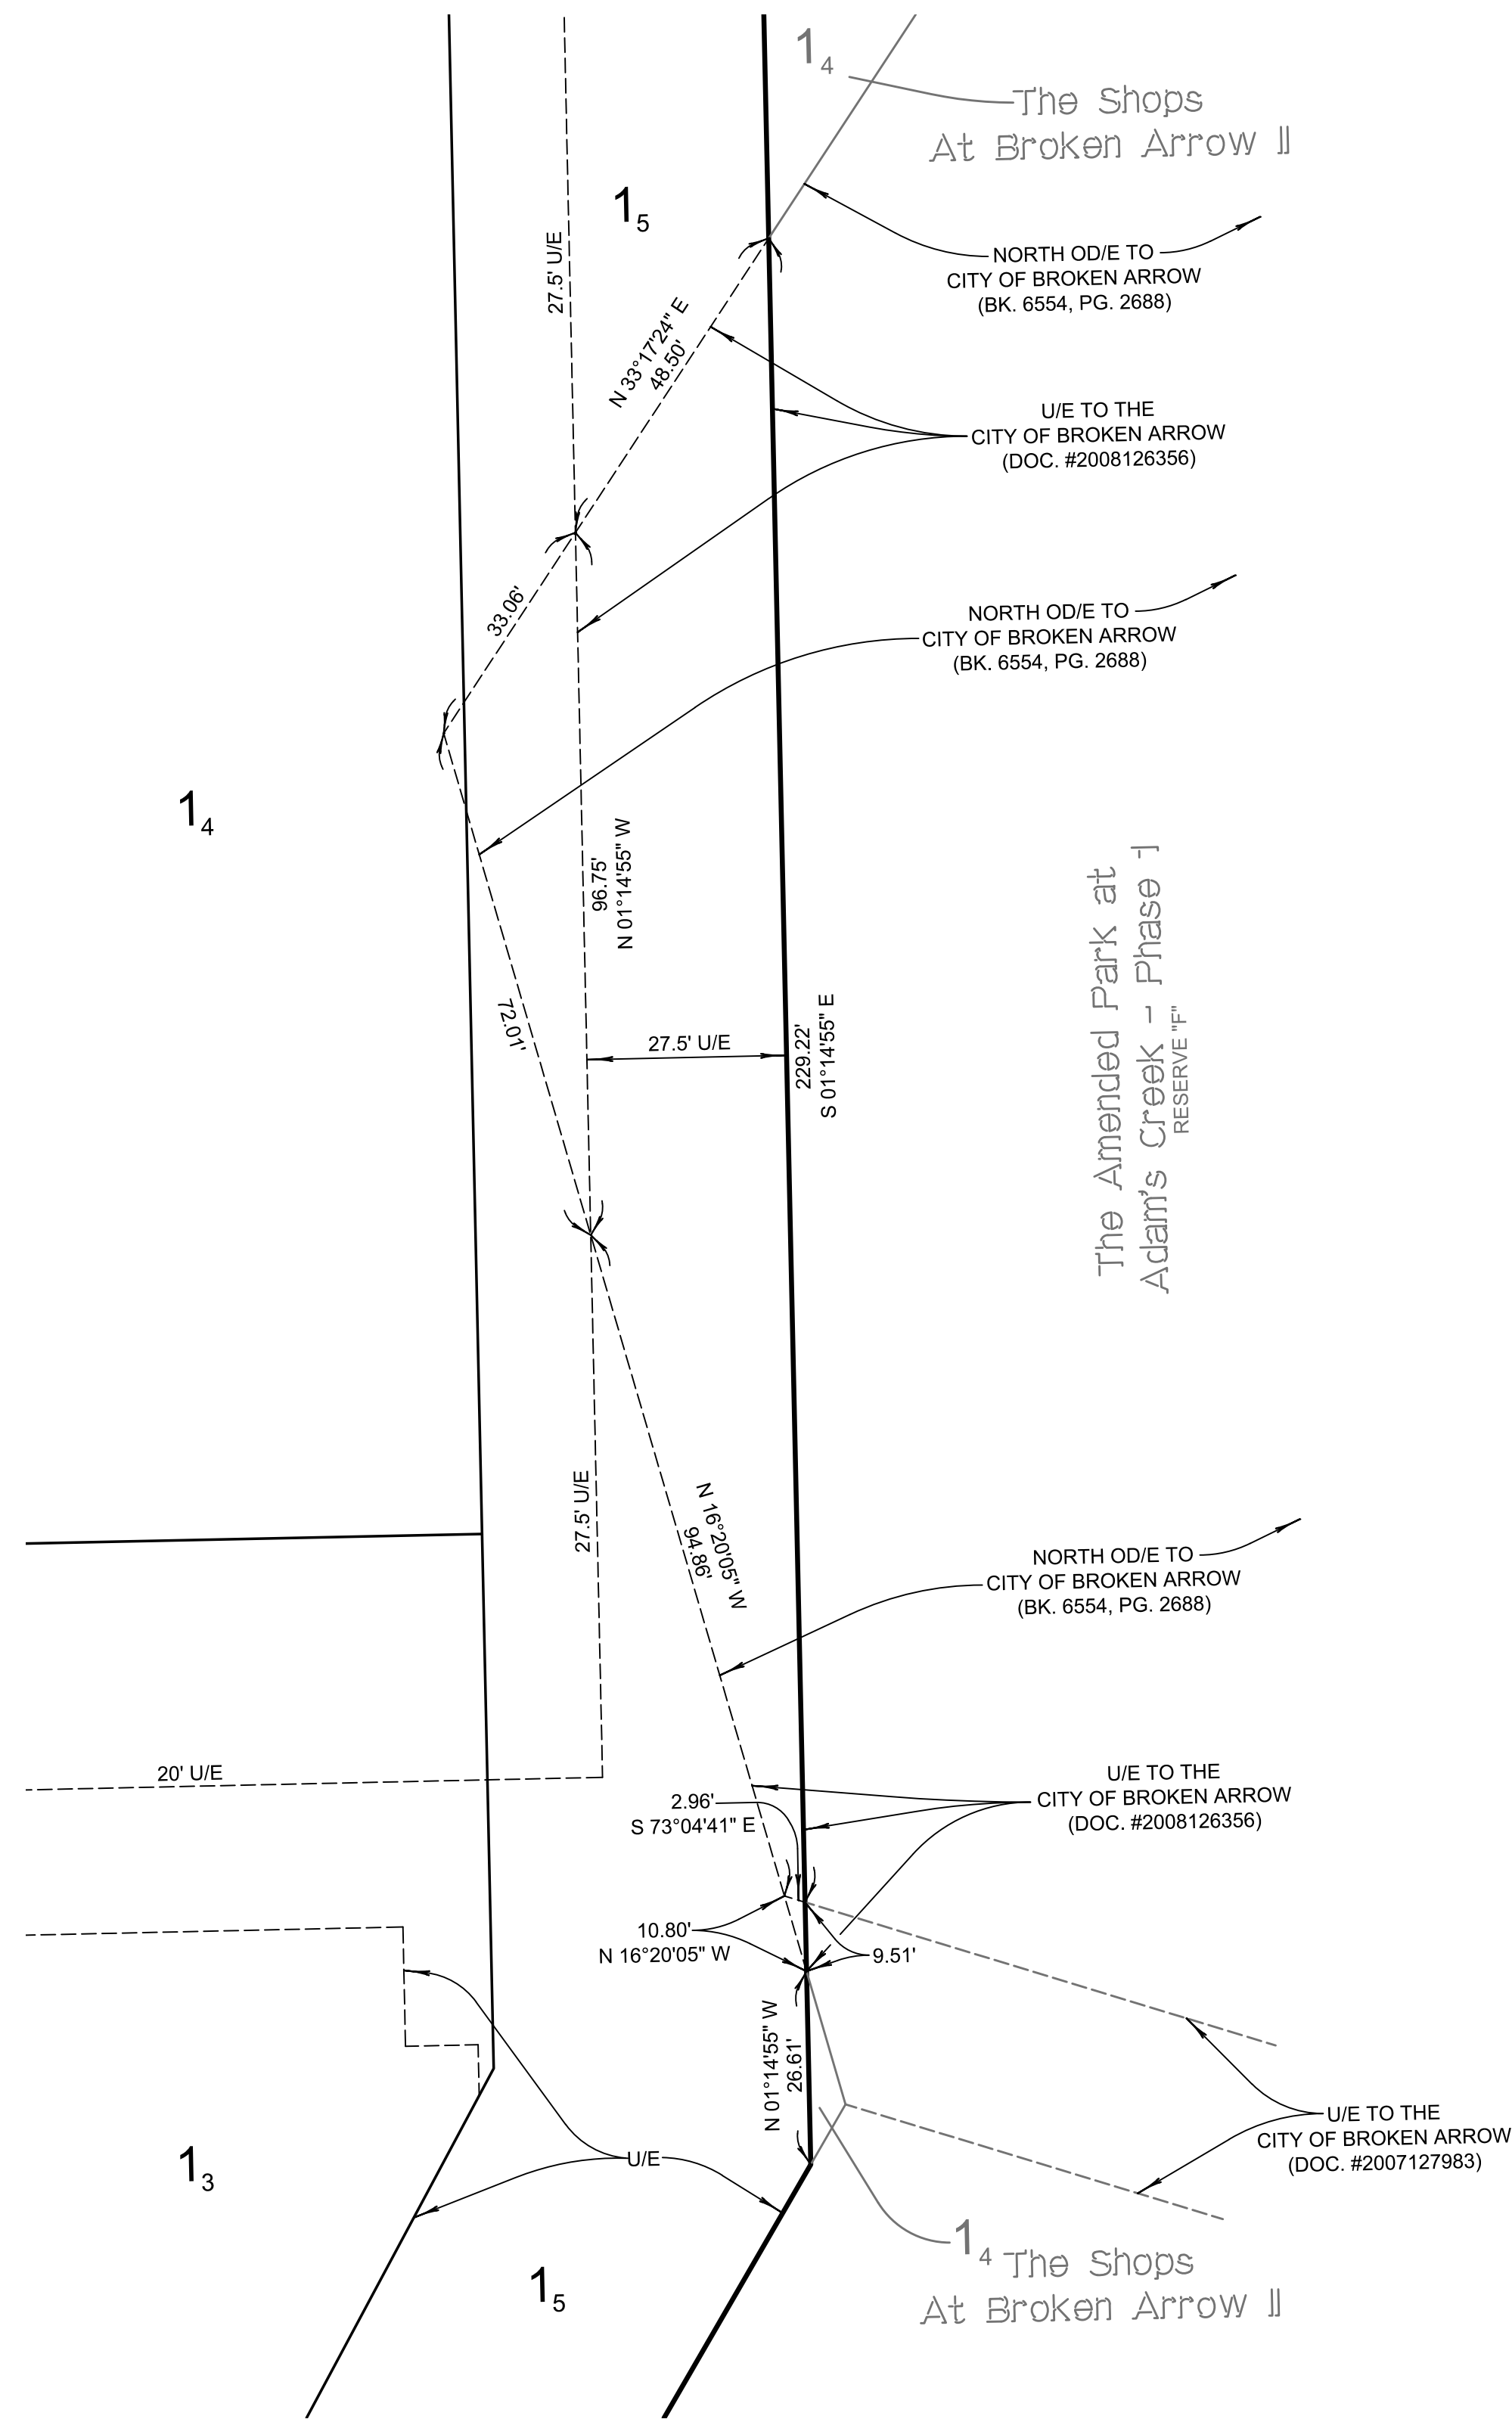 1 4
The Shops
At Broken Arrow II
1 5
27.5' U/E
NORTH OD/E TO
CITY OF BROKEN ARROW
(BK. 6554, PG. 2688)
N 33°17'24" E
48.50'
U/E TO THE
CITY OF BROKEN ARROW
(DOC. #2008126356)
33.06'
NORTH OD/E TO
CITY OF BROKEN ARROW
(BK. 6554, PG. 2688)
1 4
96.75'
N 01°14'55" W
The Amended Park at
Adam's Creek - Phase 1
RESERVE "F"
72.01'
27.5' U/E
229.22'
S 01°14'55" E
27.5' U/E
N 16°20'05" W
94.86'
NORTH OD/E TO
CITY OF BROKEN ARROW
(BK. 6554, PG. 2688)
20' U/E
2.96'
S 73°04'41" E
U/E TO THE
CITY OF BROKEN ARROW
(DOC. #2008126356)
10.80'
N 16°20'05" W
9.51'
N 01°14'55" W
26.61'
U/E TO THE
CITY OF BROKEN ARROW
(DOC. #2007127983)
1 3
U/E
1 4
The Shops
At Broken Arrow II
1 5